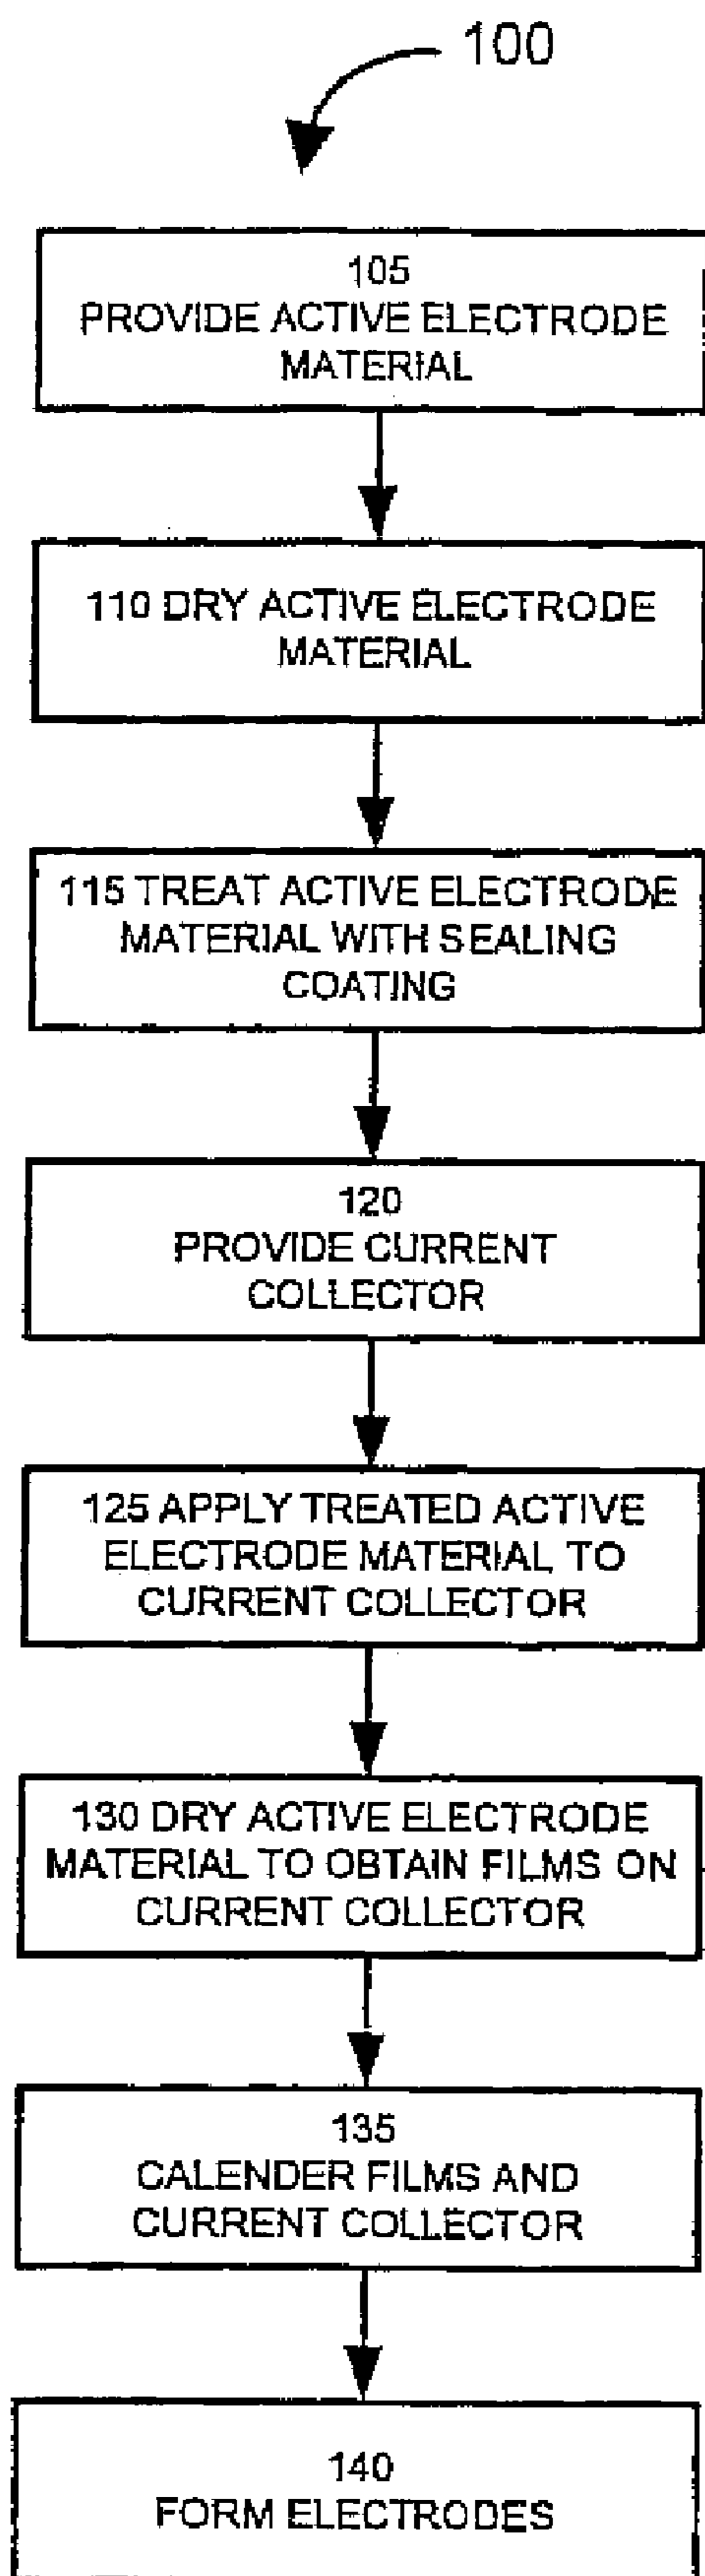 100
105
PROVIDE ACTIVE ELECTRODE
MATERIAL
110 DRY ACTIVE ELECTRODE
MATERIAL
115 TREAT ACTIVE ELECTRODE
MATERIAL WITH SEALING
COATING
120
PROVIDE CURRENT
COLLECTOR
125 APPLY TREATED ACTIVE
ELECTRODE MATERIAL TO
CURRENT COLLECTOR
130 DRY ACTIVE ELECTRODE
MATERIAL TO OBTAIN FILMS ON
CURRENT COLLECTOR
135
CALENDER FILMS AND
CURRENT COLLECTOR
140
FORM ELECTRODES